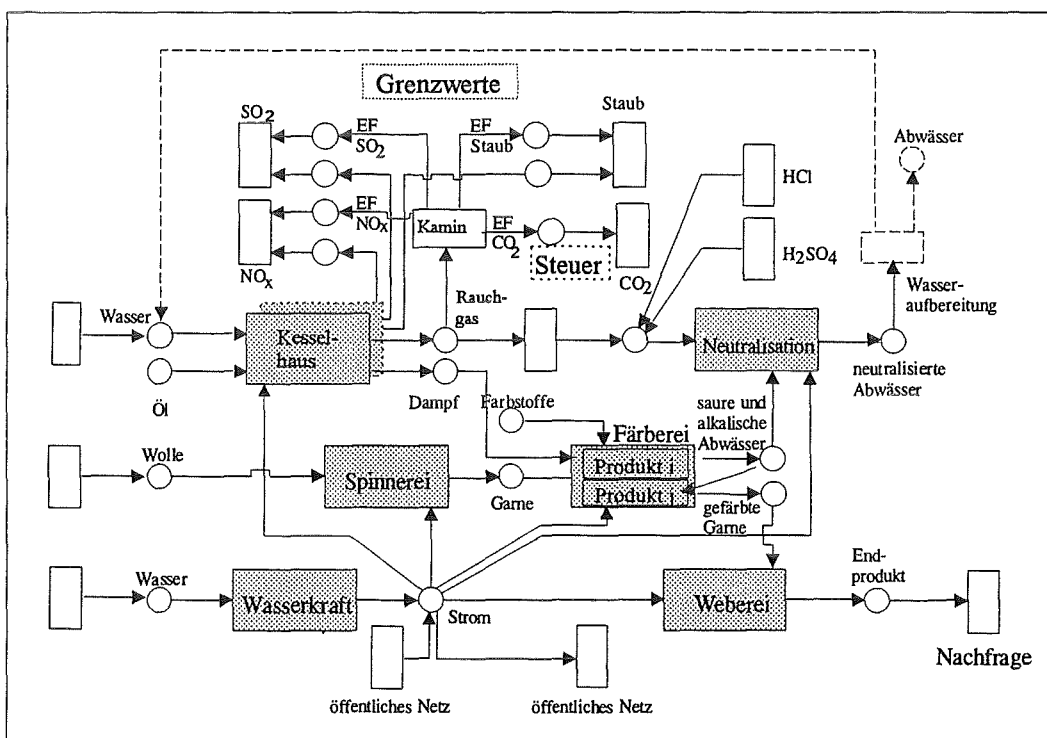 Grenzwerte
SO2
EF
SO2
EF
Staub
Staub
Abwässer
HCl
EF
NOx
Kamin
EF
CO2
Steuer
H2SO4
NOx
CO2
Wasser-
aufbereitung
Wasser
Rauch-
gas
Kessel-
haus
Neutralisation
neutralisierte
Abwässer
Öl
Dampf
Farbstoffe
saure und
alkalische
Abwässer
Färberei
Wolle
Spinnerei
Garne
Produkt i
Produkt j
gefärbte
Garne
Wasser
Wasserkraft
Strom
Weberei
End-
produkt
Nachfrage
öffentliches Netz
öffentliches Netz